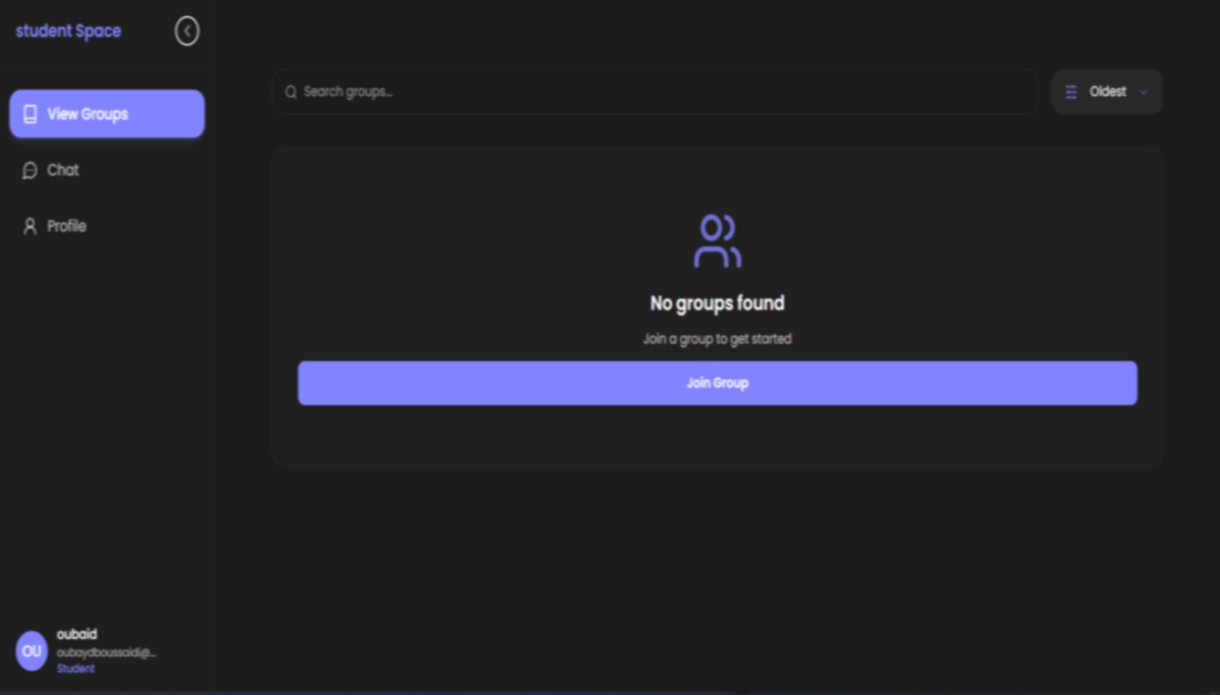 student Space
View Groups
Chat
Profile
Search groups...
Oldest
No groups found
Join a group to get started
Join Group
OU
oubaid
oubaydboussaidi@...
Student